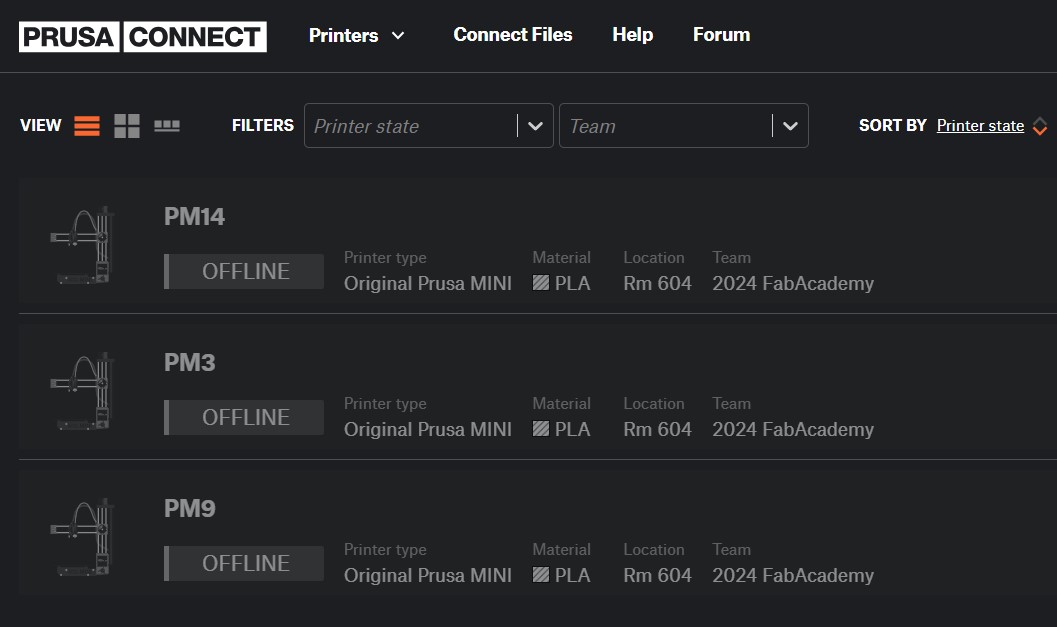 PRUSA CONNECT Printers Connect Files Help Forum
VIEW FILTERS Printer state Team SORT BY Printer state
PM14
OFFLINE
Printer type Material Location Team
Original Prusa MINI PLA Rm 604 2024 FabAcademy
PM3
OFFLINE
Printer type Material Location Team
Original Prusa MINI PLA Rm 604 2024 FabAcademy
PM9
OFFLINE
Printer type Material Location Team
Original Prusa MINI PLA Rm 604 2024 FabAcademy